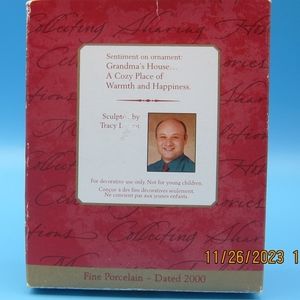 Sentiment on ornament:
Grandma's House...
A Cozy Place of
Warmth and Happiness.
Sculpted by
Tracy
For decorative use only. Not for young children.
Conçue à des fins décoratives seulement.
Ne convient pas aux jeunes enfants.
Fine Porcelain – Dated 2000
11/26/2023 1